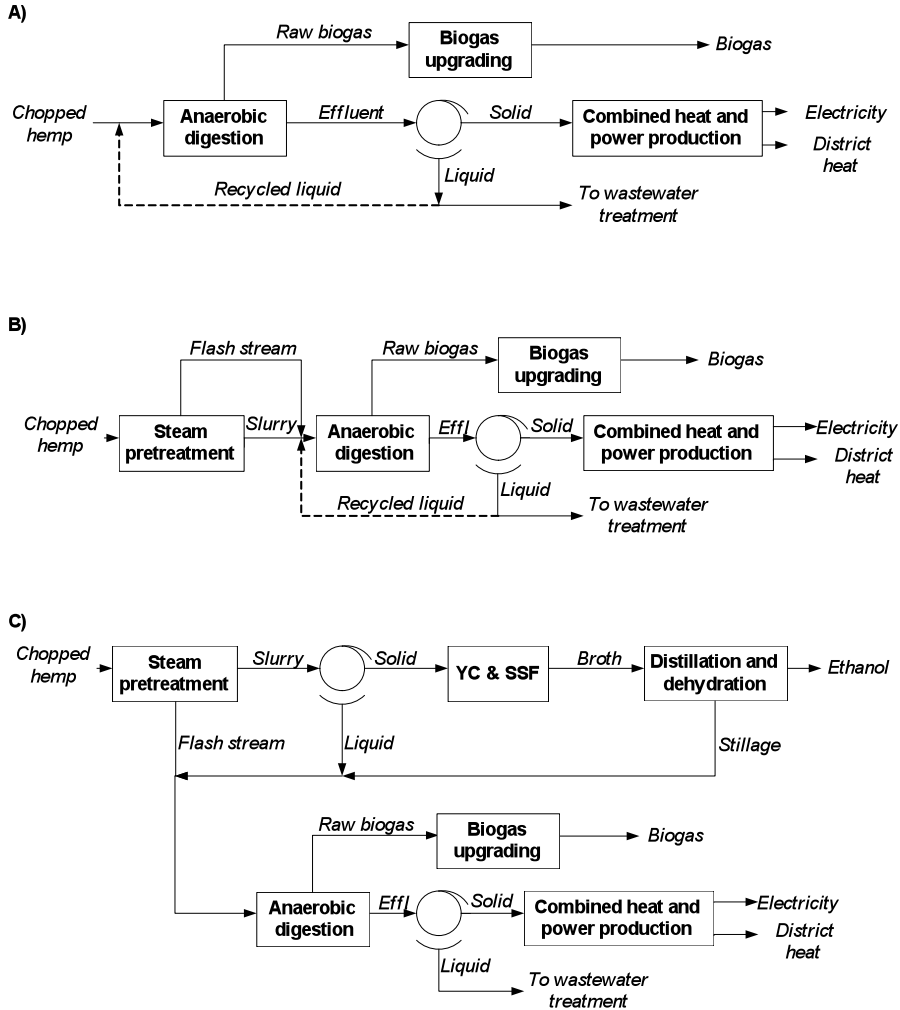 A)
Raw biogas
Biogas
upgrading
Biogas
Chopped
hemp
Anaerobic
digestion
Effluent
Solid
Combined heat and
power production
Electricity
District
heat
Liquid
Recycled liquid
To wastewater
treatment
B)
Flash stream
Raw biogas
Biogas
upgrading
Biogas
Chopped
hemp
Steam
pretreatment
Slurry
Anaerobic
digestion
Effl
Solid
Combined heat and
power production
Electricity
District
heat
Liquid
Recycled liquid
To wastewater
treatment
C)
Chopped
hemp
Steam
pretreatment
Slurry
Solid
YC & SSF
Broth
Distillation and
dehydration
Ethanol
Flash stream
Liquid
Stillage
Raw biogas
Biogas
upgrading
Biogas
Anaerobic
digestion
Effl
Solid
Combined heat and
power production
Electricity
District
heat
Liquid
To wastewater
treatment